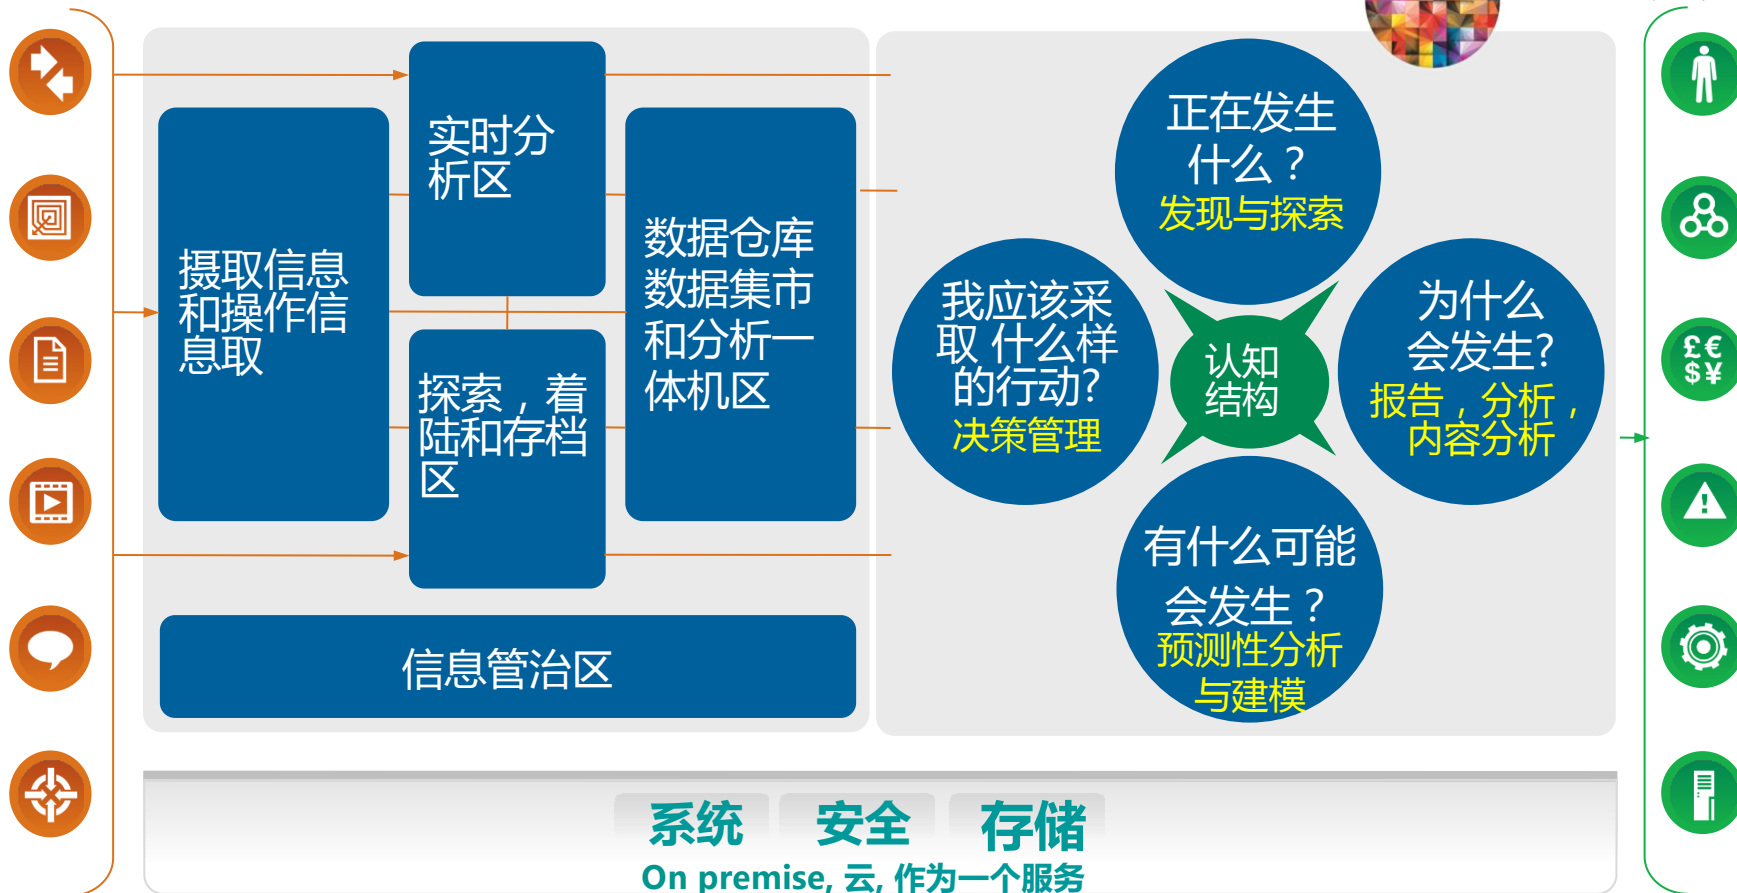 实时分
析区
摄取信息
和操作信
息取
数据仓库
数据集市
和分析一
体机区
探索，着
陆和存档
区
信息管治区
正在发生
什么？
发现与探索
我应该采
取 什么样
的行动?
决策管理
认知
结构
为什么
会发生?
报告，分析，
内容分析
有什么可能
会发生？
预测性分析
与建模
£€
$¥
系统 安全 存储
On premise, 云, 作为一个服务